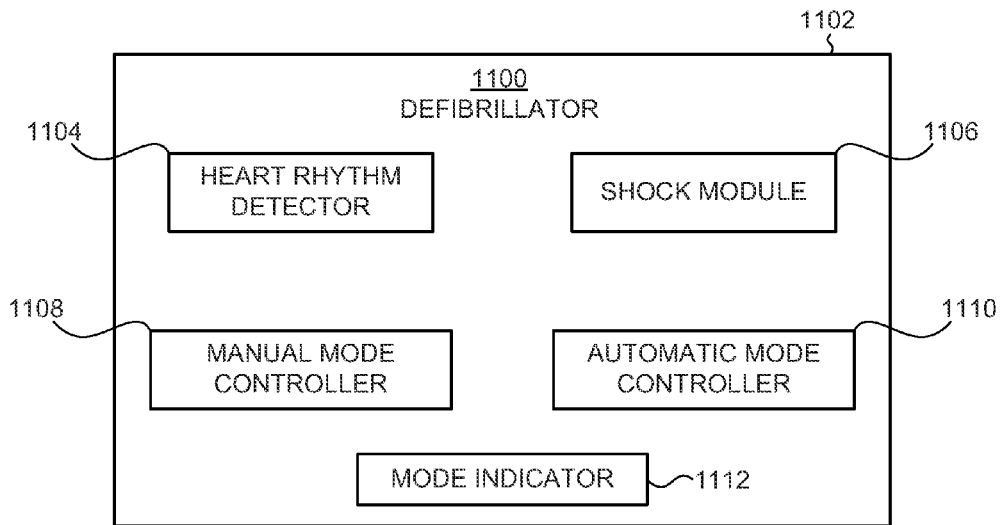 1102
1100
DEFIBRILLATOR
1104
1106
HEART RHYTHM
DETECTOR
SHOCK MODULE
1108
1110
MANUAL MODE
CONTROLLER
AUTOMATIC MODE
CONTROLLER
MODE INDICATOR
1112